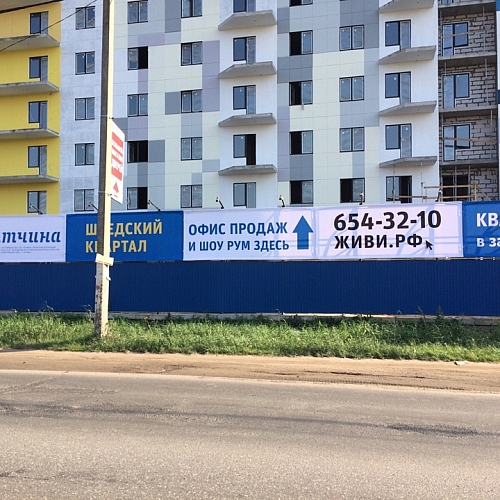 ШВЕДСКИЙ
КВАРТАЛ
ОФИС ПРОДАЖ
И ШОУ РУМ ЗДЕСЬ
654-32-10
ЖИВИ.РФ